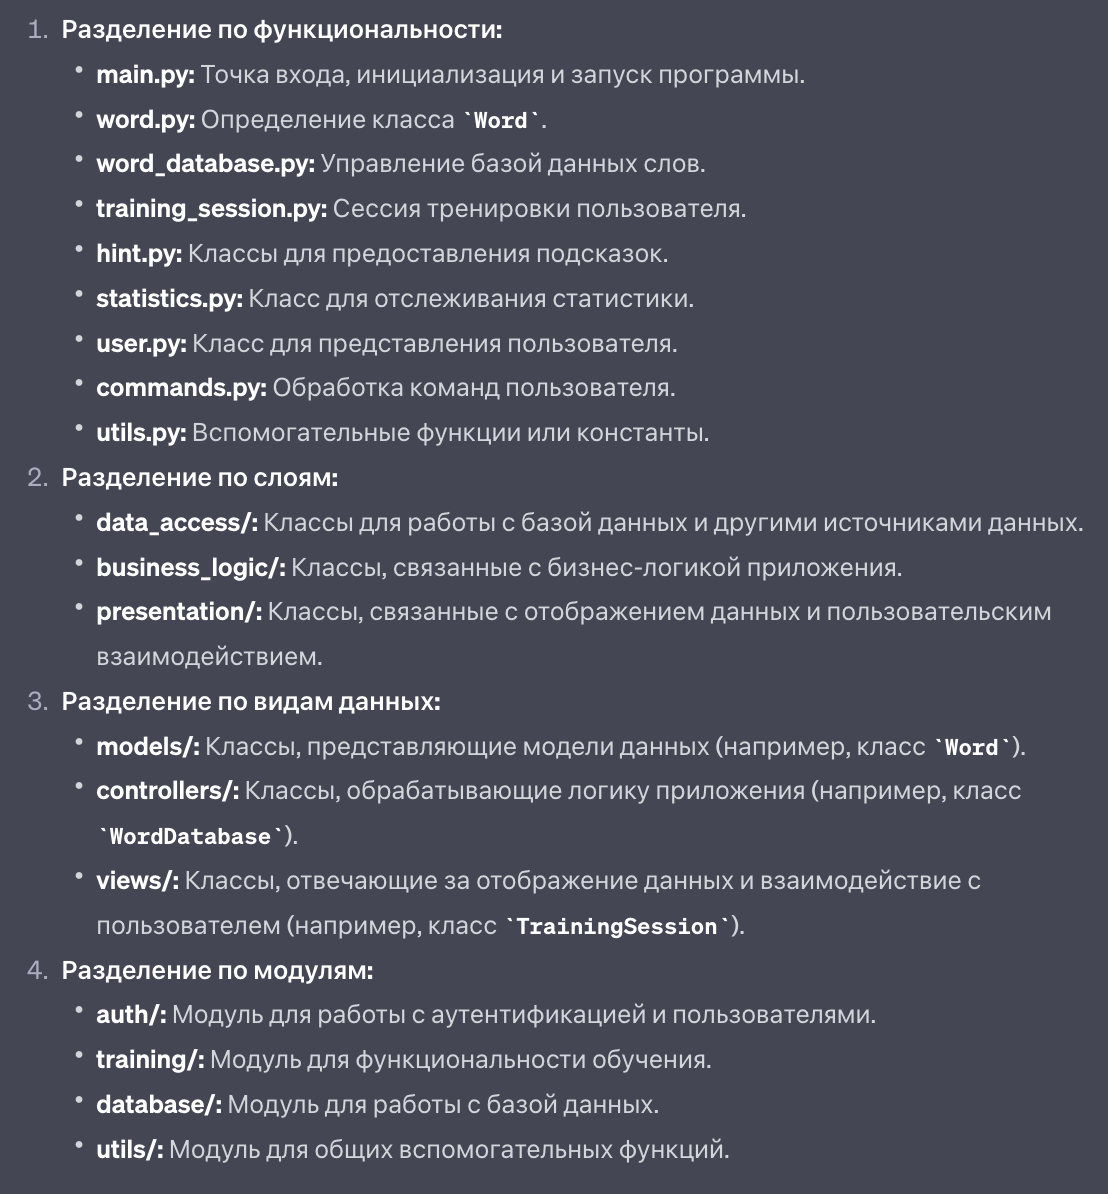 1. Разделение по функциональности:
• main.py: Точка входа, инициализация и запуск программы.
• word.py: Определение класса `Word`.
• word_database.py: Управление базой данных слов.
• training_session.py: Сессия тренировки пользователя.
• hint.py: Классы для предоставления подсказок.
• statistics.py: Класс для отслеживания статистики.
• user.py: Класс для представления пользователя.
• commands.py: Обработка команд пользователя.
• utils.py: Вспомогательные функции или константы.
2. Разделение по слоям:
• data_access/: Классы для работы с базой данных и другими источниками данных.
• business_logic/: Классы, связанные с бизнес-логикой приложения.
• presentation/: Классы, связанные с отображением данных и пользовательским
взаимодействием.
3. Разделение по видам данных:
• models/: Классы, представляющие модели данных (например, класс `Word`).
• controllers/: Классы, обрабатывающие логику приложения (например, класс
`WordDatabase`).
• views/: Классы, отвечающие за отображение данных и взаимодействие с
пользователем (например, класс `TrainingSession`).
4. Разделение по модулям:
• auth/: Модуль для работы с аутентификацией и пользователями.
• training/: Модуль для функциональности обучения.
• database/: Модуль для работы с базой данных.
• utils/: Модуль для общих вспомогательных функций.